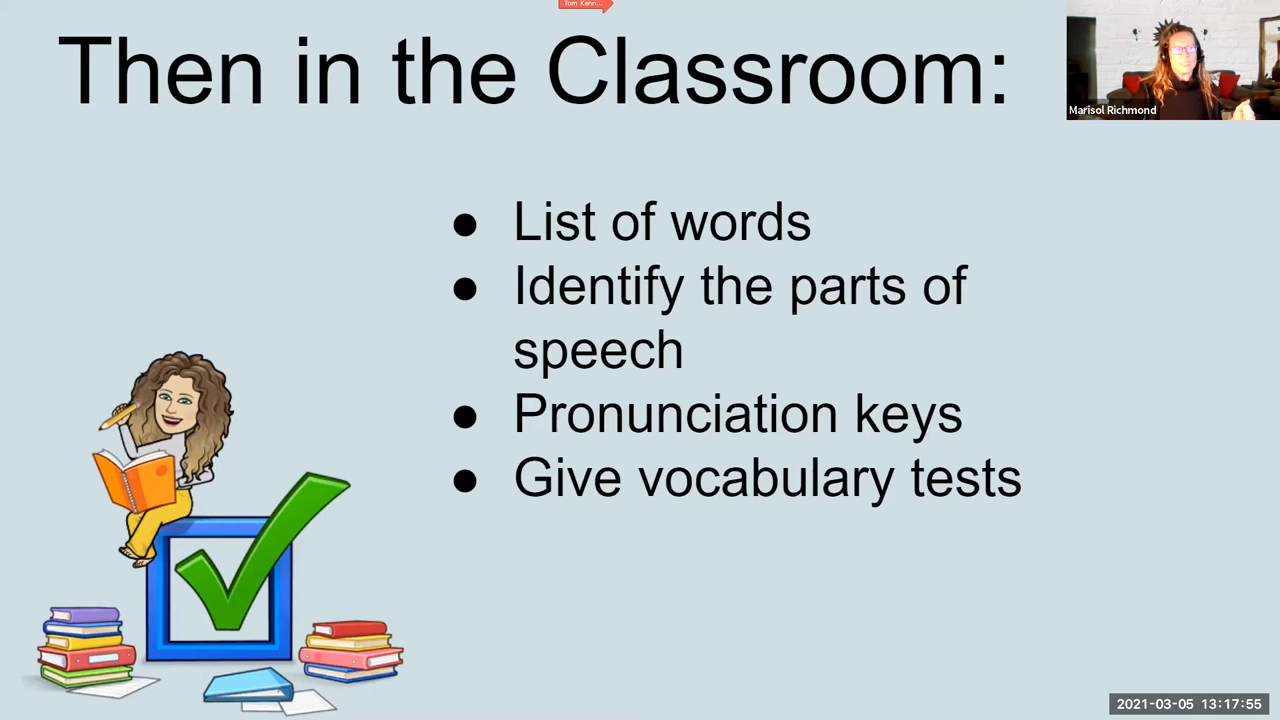 Tom Kenn...
Then in the Classroom:
Marisol Richmond
● List of words
● Identify the parts of
speech
● Pronunciation keys
● Give vocabulary tests
2021-03-05 13:17:55